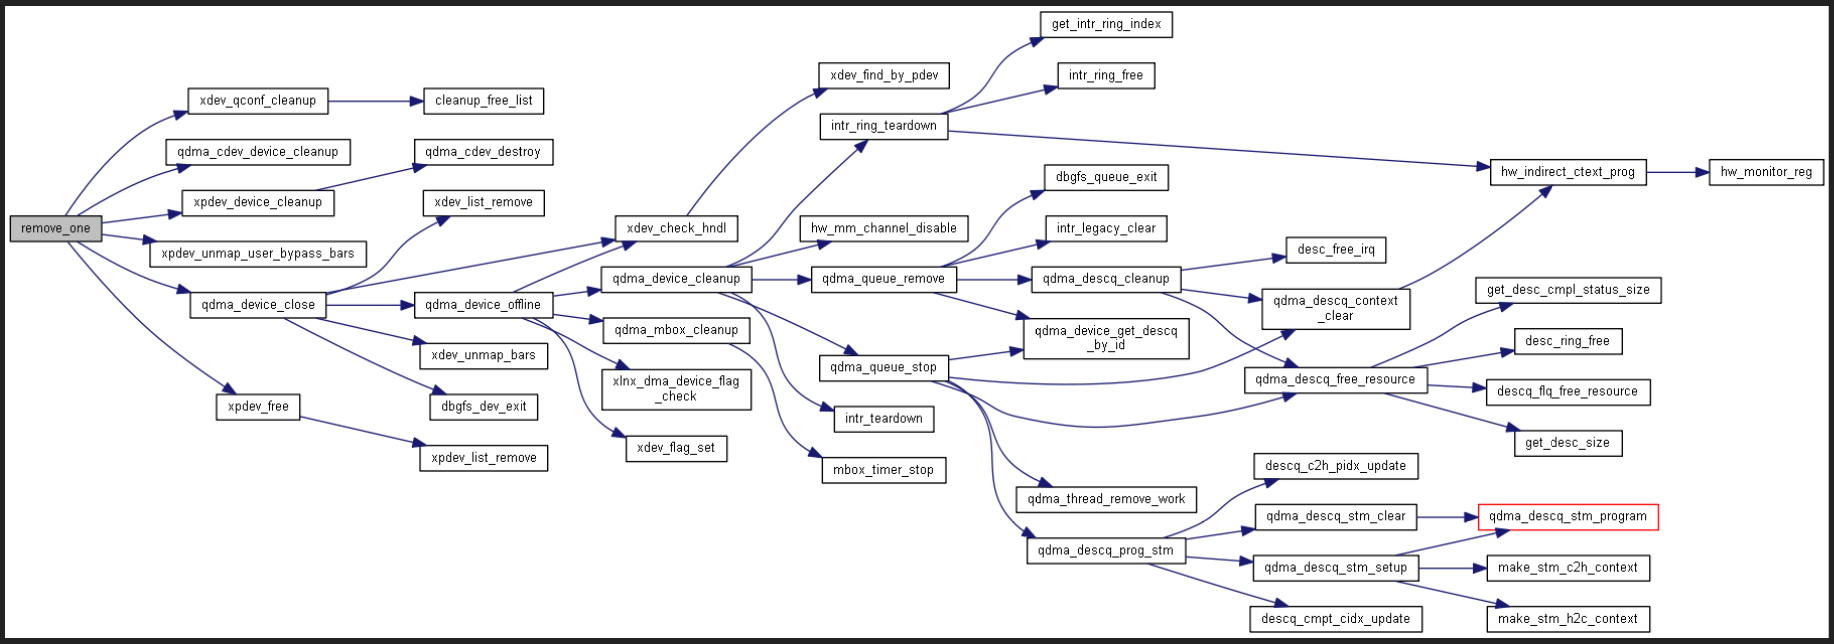 get_intr_ring_index
xdev_find_by_pdev
intr_ring_free
xdev_qconf_cleanup
cleanup_free_list
intr_ring_teardown
qdma_cdev_device_cleanup
qdma_cdev_destroy
hw_indirect_ctext_prog
hw_monitor_reg
dbgfs_queue_exit
xpdev_device_cleanup
xdev_list_remove
remove_one
xdev_check_hndl
hw_mm_channel_disable
intr_legacy_clear
xpdev_unmap_user_bypass_bars
desc_free_irq
qdma_device_cleanup
qdma_queue_remove
qdma_descq_cleanup
get_desc_cmpl_status_size
qdma_device_close
qdma_device_offline
qdma_descq_context
_clear
qdma_mbox_cleanup
qdma_device_get_descq
_by_id
desc_ring_free
xdev_unmap_bars
qdma_queue_stop
qdma_descq_free_resource
xlnx_dma_device_flag
_check
descq_flq_free_resource
xpdev_free
dbgfs_dev_exit
intr_teardown
get_desc_size
xdev_flag_set
xpdev_list_remove
mbox_timer_stop
descq_c2h_pidx_update
qdma_thread_remove_work
qdma_descq_stm_clear
qdma_descq_stm_program
qdma_descq_prog_stm
qdma_descq_stm_setup
make_stm_c2h_context
descq_cmpt_cidx_update
make_stm_h2c_context